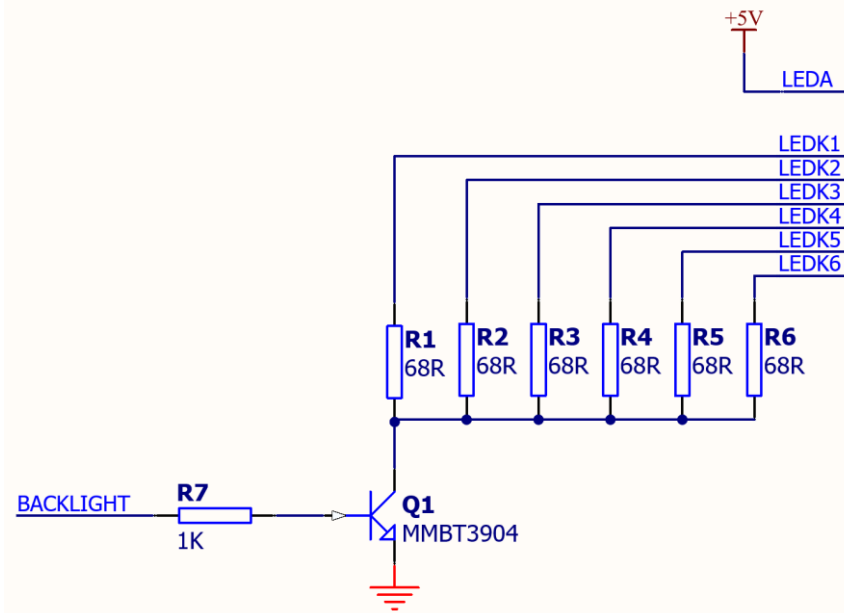 +5V
LEDA
LEDK1
LEDK2
LEDK3
LEDK4
LEDK5
LEDK6
R1 R2 R3 R4 R5 R6
68R 68R 68R 68R 68R 68R
BACKLIGHT R7 Q1
1K MMBT3904